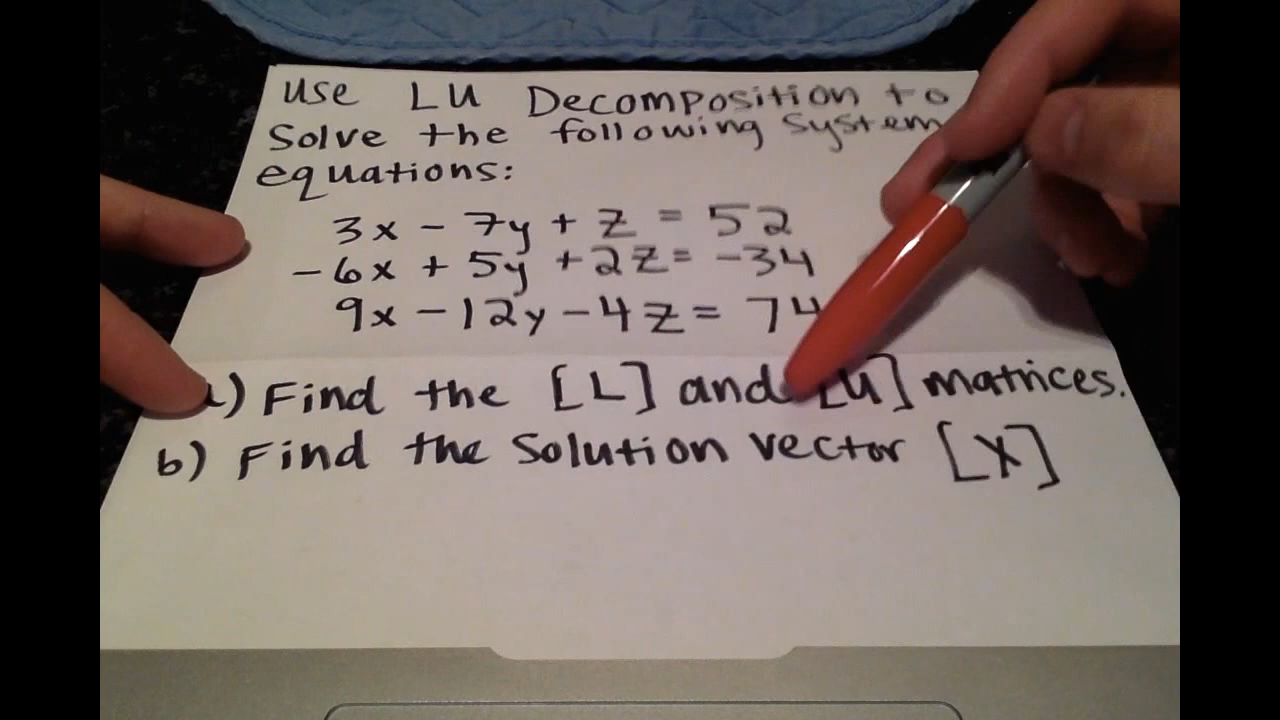 Use LU Decomposition to
Solve the following System
equations:
3x - 7y + z = 52
-6x + 5y + 2z = -34
9x - 12y - 4z = 74
) Find the [L] and [U] matrices.
b) Find the Solution vector [X]